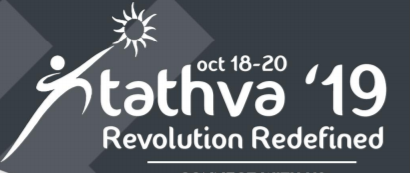 oct 18-20
tathva '19
Revolution Redefined